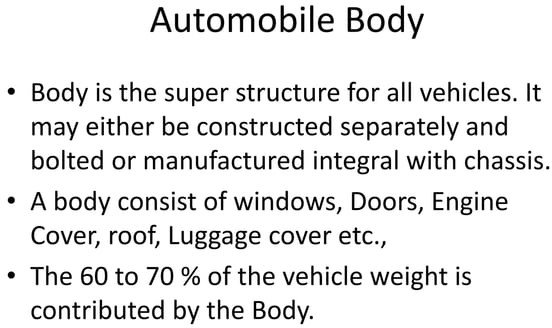 Automobile Body
• Body is the super structure for all vehicles. It
may either be constructed separately and
bolted or manufactured integral with chassis.
• A body consist of windows, Doors, Engine
Cover, roof, Luggage cover etc.,
• The 60 to 70 % of the vehicle weight is
contributed by the Body.